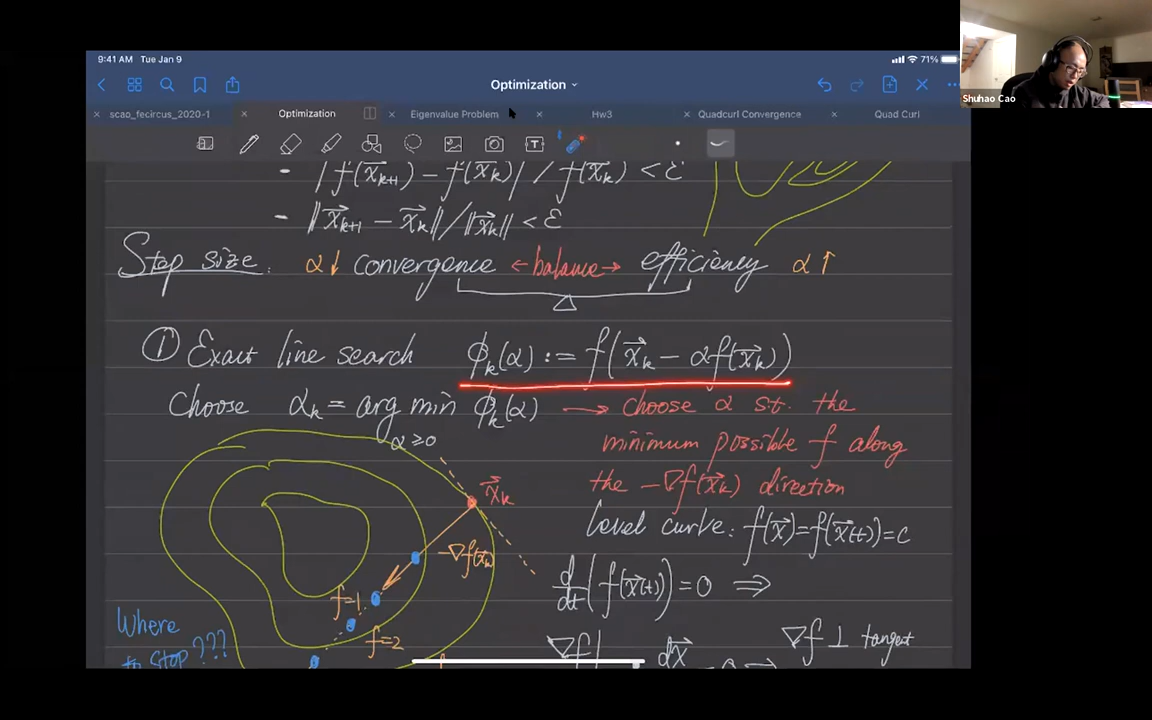 9:41 AM Tue Jan 9
71%
Optimization
scao_fecircus_2020-1
Optimization
Eigenvalue Problem
Hw3
Quadcurl Convergence
Quad Curl
Shuhao Cao
- |f(x⃗ₖ₊₁) - f(x⃗ₖ)| / f(x⃗ₖ) < ε
- ‖x⃗ₖ₊₁ - x⃗ₖ‖/‖x⃗ₖ‖ < ε
Step size: α↓ convergence ← balance → efficiency α↑
① Exact line search ϕₖ(α) := f(x⃗ₖ - αf(x⃗ₖ))
Choose αₖ = arg min ϕₖ(α) → choose α s.t. the
α ≥ 0
minimum possible f along
the -∇f(x⃗ₖ) direction
x⃗ₖ
level curve: f(x⃗)=f(x⃗(t))=c
-∇f(x⃗ₖ)
d/dt (f(x⃗(t))) = 0 ⇒
f=1
f=2
Where
to stop???
∇f| dx⃗ = 0 ⇒ ∇f ⊥ tangent